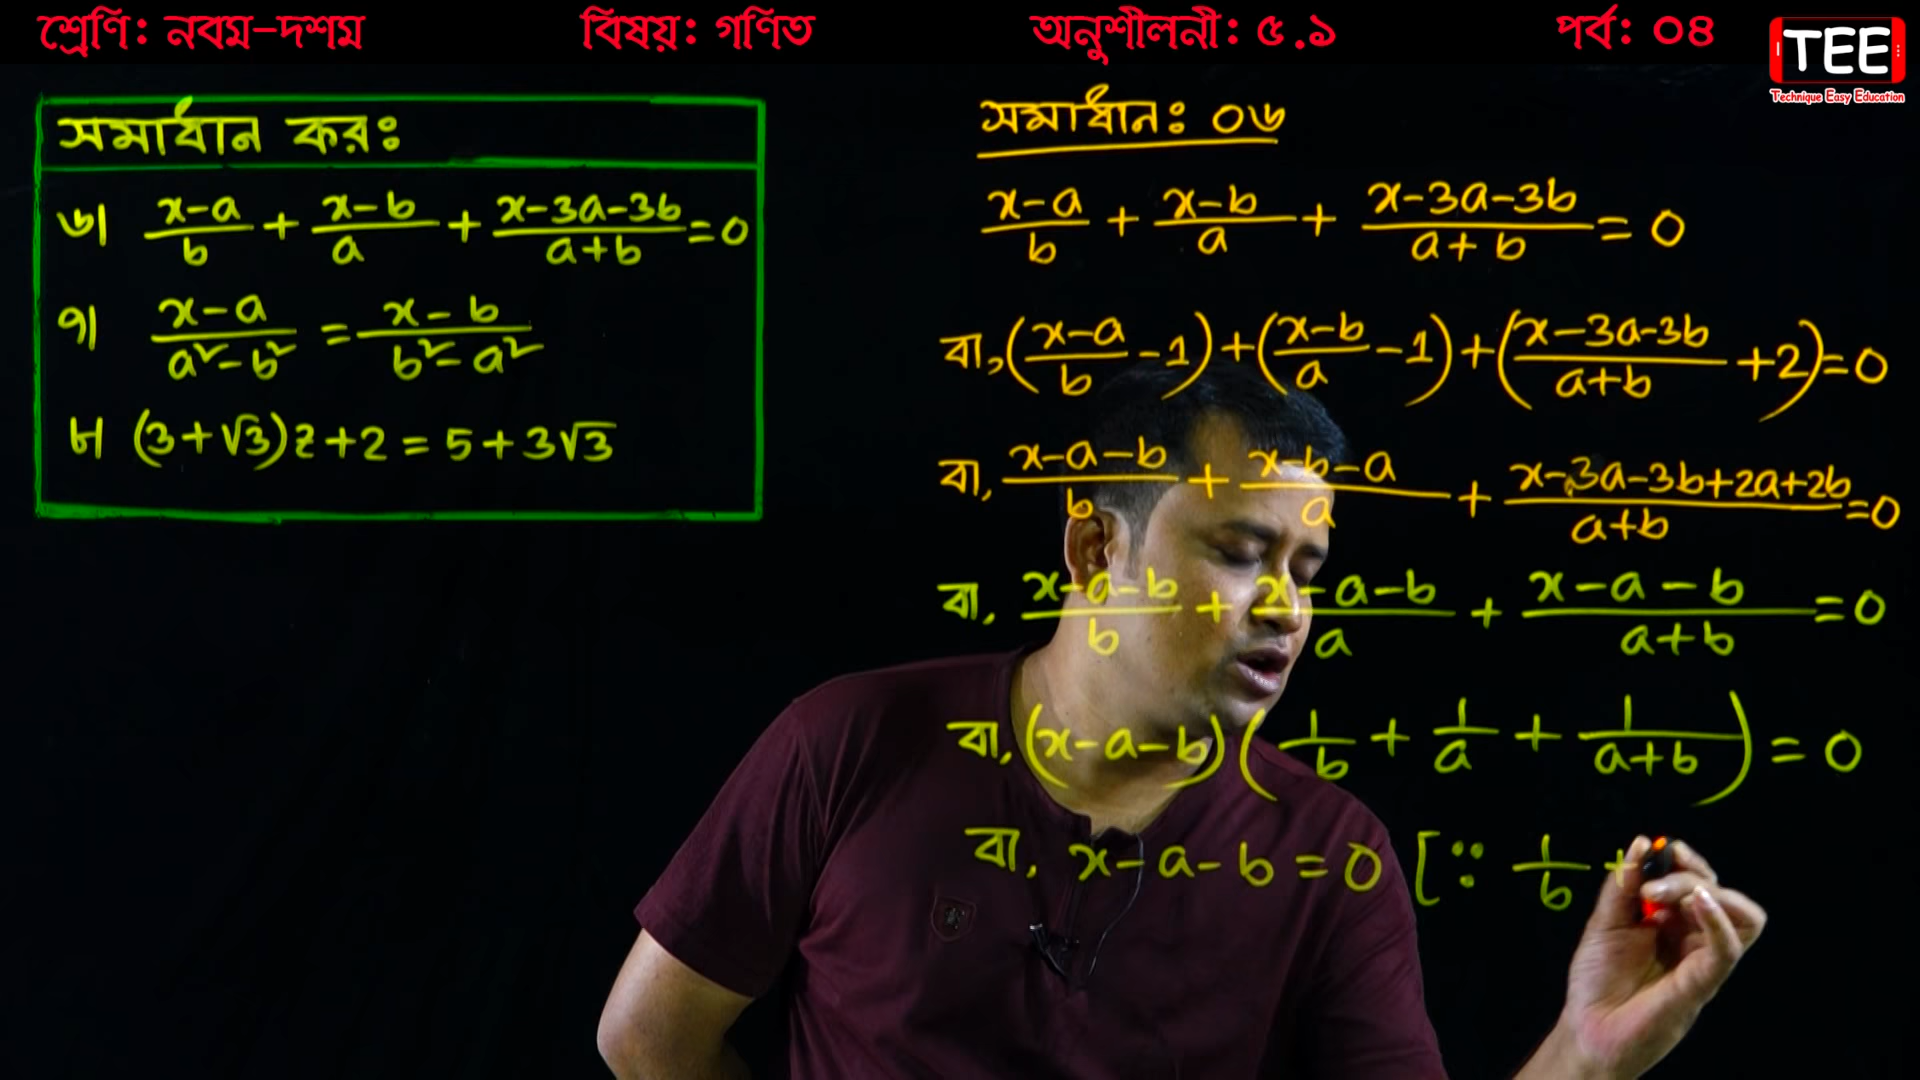 শ্রেণি: নবম-দশম বিষয়: গণিত অনুশীলনী: ৫.১ পর্ব: ০৪
TEE
Technique Easy Education
সমাধান করঃ
৬। (x-a)/b + (x-b)/a + (x-3a-3b)/(a+b) = 0
৭। (x-a)/(a²-b²) = (x-b)/(b²-a²)
৮। (3+√3)z+2 = 5+3√3
সমাধানঃ ০৬
(x-a)/b + (x-b)/a + (x-3a-3b)/(a+b) = 0
বা, ((x-a)/b - 1) + ((x-b)/a - 1) + ((x-3a-3b)/(a+b) + 2) = 0
বা, (x-a-b)/b + (x-b-a)/a + (x-3a-3b+2a+2b)/(a+b) = 0
বা, (x-a-b)/b + (x-a-b)/a + (x-a-b)/(a+b) = 0
বা, (x-a-b) (1/b + 1/a + 1/(a+b)) = 0
বা, x-a-b = 0 [∵ 1/b +